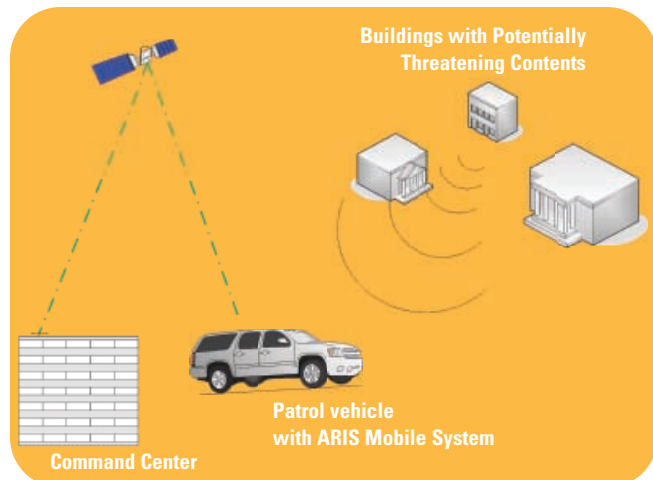 Buildings with Potentially
Threatening Contents
Patrol vehicle
with ARIS Mobile System
Command Center